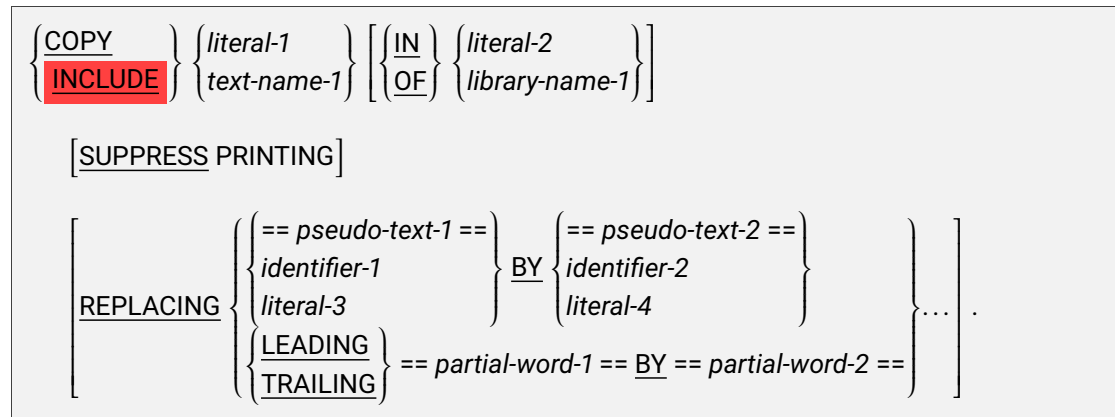 {COPY / INCLUDE} {literal-1 / text-name-1} [{IN / OF} {literal-2 / library-name-1}]
[SUPPRESS PRINTING]
[REPLACING { { == pseudo-text-1 == / identifier-1 / literal-3 } BY { == pseudo-text-2 == / identifier-2 / literal-4 }
{LEADING / TRAILING} == partial-word-1 == BY == partial-word-2 == }...] .